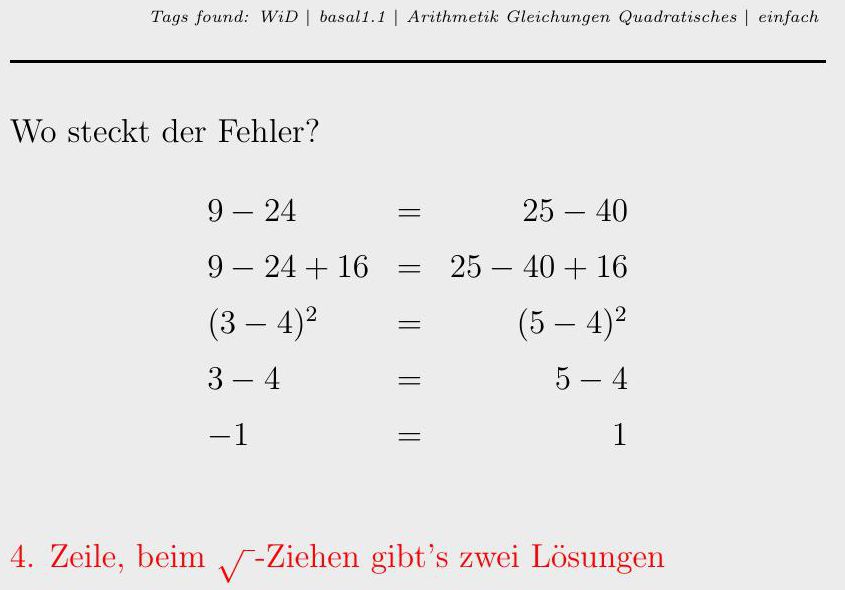 Tags found: WiD | basal1.1 | Arithmetik Gleichungen Quadratisches | einfach
Wo steckt der Fehler?
9 − 24 = 25 − 40
9 − 24 + 16 = 25 − 40 + 16
(3 − 4)² = (5 − 4)²
3 − 4 = 5 − 4
−1 = 1
4. Zeile, beim √-Ziehen gibt's zwei Lösungen